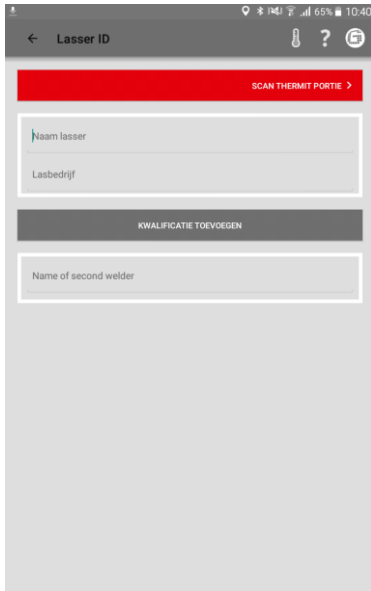 65% 10:40
Lasser ID ?
SCAN THERMIT PORTIE >
Naam lasser
Lasbedrijf
KWALIFICATIE TOEVOEGEN
Name of second welder